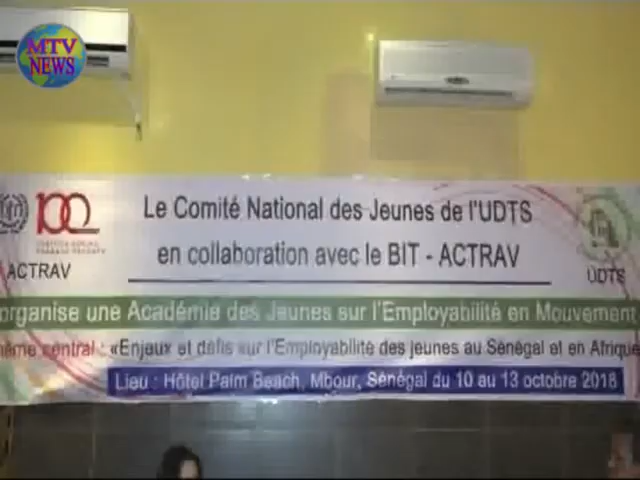 MTV
NEWS
100
Le Comité National des Jeunes de l'UDTS
en collaboration avec le BIT - ACTRAV
ACTRAV
UDTS
organise une Académie des Jeunes sur l'Employabilité en Mouvement
central : «Enjeux et défis sur l'Employabilité des jeunes au Sénégal et en Afrique
Lieu : Hôtel Palm Beach, Mbour, Sénégal du 10 au 13 octobre 2018